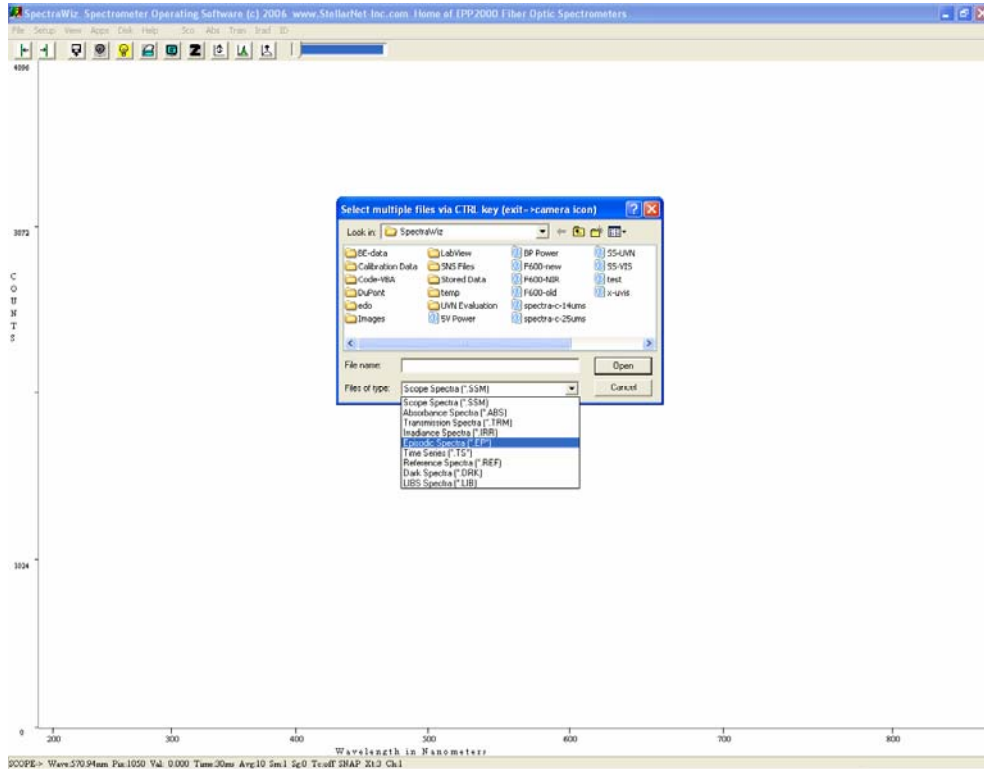 SpectraWiz Spectrometer Operating Software (c) 2006 www.StellarNet-Inc.com Home of EPP2000 Fiber Optic Spectrometers
File Setup View Apps Disk Help Sco Abs Tran Irad ID
4096
3072
COUNTS
1024
0
Select multiple files via CTRL key (exit->camera icon)
Look in: SpectraWiz
BE-data LabView BP Power SS-UVN
Calibration Data SNS Files F600-new SS-VIS
Code-VBA Stored Data F600-NIR test
DuPont temp F600-old x-uvis
edo UVN Evaluation spectra-c-14ums
Images SV Power spectra-c-25ums
File name: Open
Files of type: Scope Spectra (*.SSM) Cancel
Scope Spectra (*.SSM)
Absorbance Spectra (*.ABS)
Transmission Spectra (*.TRM)
Irradiance Spectra (*.IRR)
Episodic Spectra (*.EP*)
Time Series (*.TS*)
Reference Spectra (*.REF)
Dark Spectra (*.DRK)
LIBS Spectra (*.LIB)
200 300 400 500 600 700 800
Wavelength in Nanometers
SCOPE-> Wave:570.94nm Pix:1050 Val: 0.000 Time:30ms Avg:10 Sm:1 Sg:0 Tc:off SNAP Xt:3 Ch:1